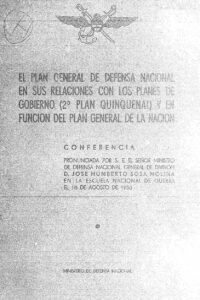 EL PLAN GENERAL DE DEFENSA NACIONAL
EN SUS RELACIONES CON LOS PLANES DE
GOBIERNO (2º PLAN QUINQUENAL) Y EN
FUNCION DEL PLAN GENERAL DE LA NACION
CONFERENCIA
PRONUNCIADA POR S. E. EL SEÑOR MINISTRO
DE DEFENSA NACIONAL GENERAL DE DIVISION
D. JOSE HUMBERTO SOSA MOLINA
EN LA ESCUELA NACIONAL DE GUERRA
EL 18 DE AGOSTO DE
MINISTERIO DE DEFENSA NACIONAL